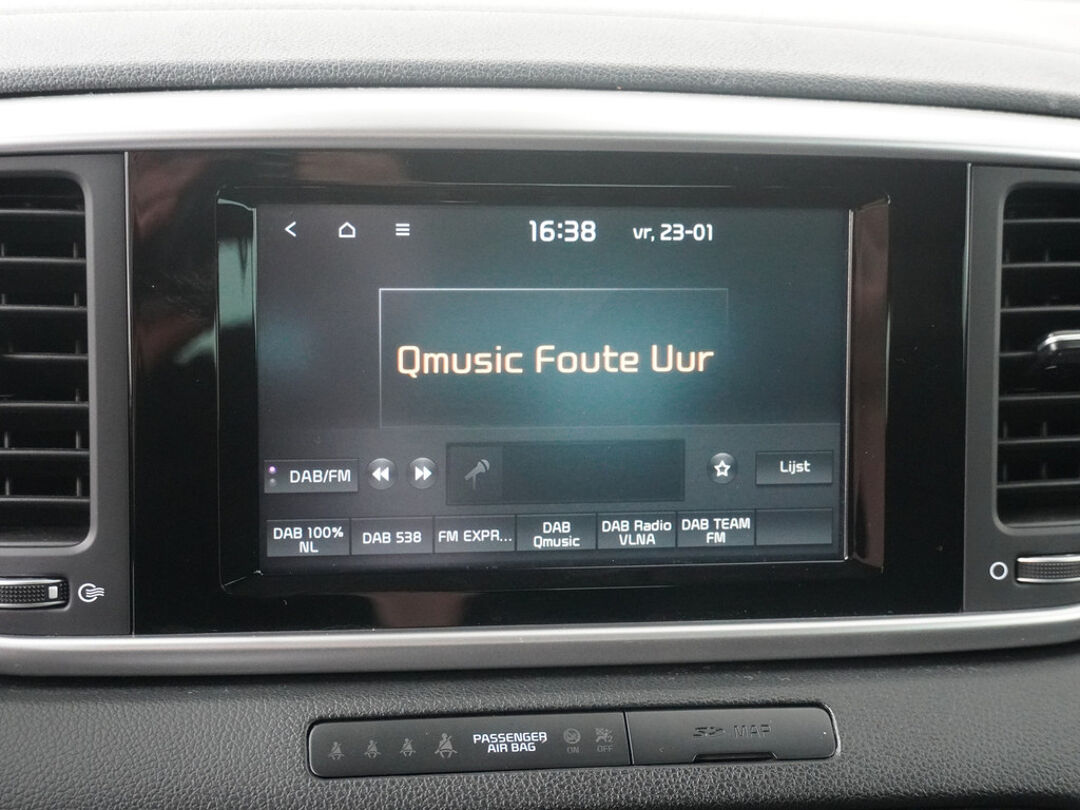 16:38 vr, 23-01
Qmusic Foute Uur
DAB/FM
Lijst
DAB 100%
NL
DAB 538
FM EXPR...
DAB
Qmusic
DAB Radio
VLNA
DAB TEAM
FM
PASSENGER
AIR BAG
ON
OFF
MAP